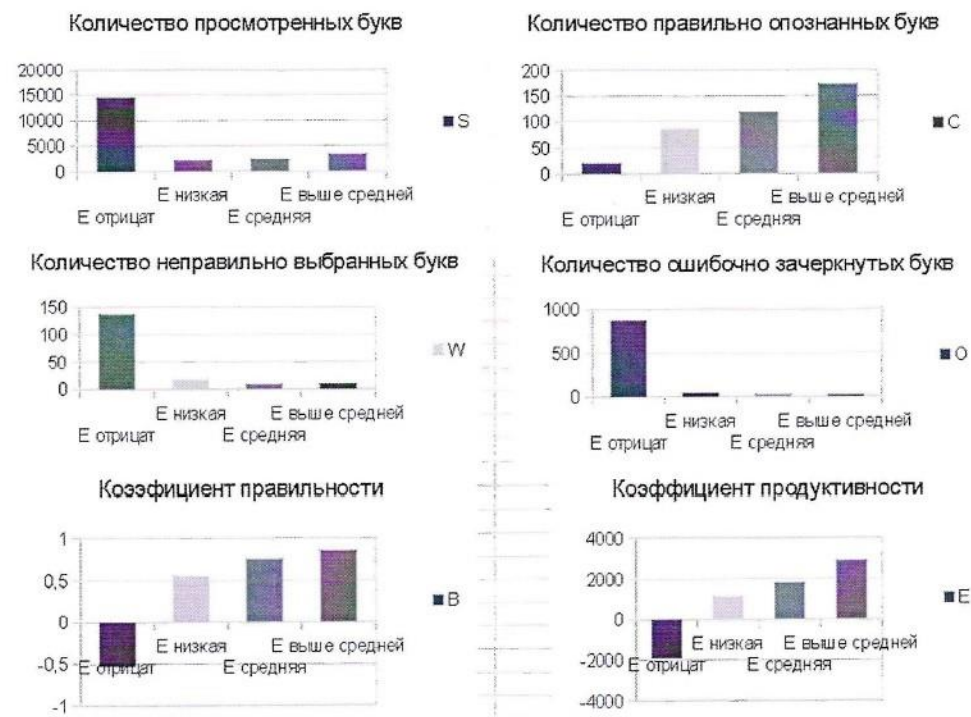 Количество просмотренных букв
20000
15000
10000
5000
0
S
Е отрицат
Е низкая
Е средняя
Е выше средней
Количество правильно опознанных букв
200
150
100
50
0
C
Е отрицат
Е низкая
Е средняя
Е выше средней
Количество неправильно выбранных букв
150
100
50
0
W
Е отрицат
Е низкая
Е средняя
Е выше средней
Количество ошибочно зачеркнутых букв
1000
500
0
O
Е отрицат
Е низкая
Е средняя
Е выше средней
Коээфициент правильности
1
0,5
0
-0,5
-1
B
Е отрицат
Е низкая
Е средняя
Е выше средней
Коэффициент продуктивности
4000
2000
0
-2000
-4000
E
Е отрицат
Е низкая
Е средняя
Е выше средней